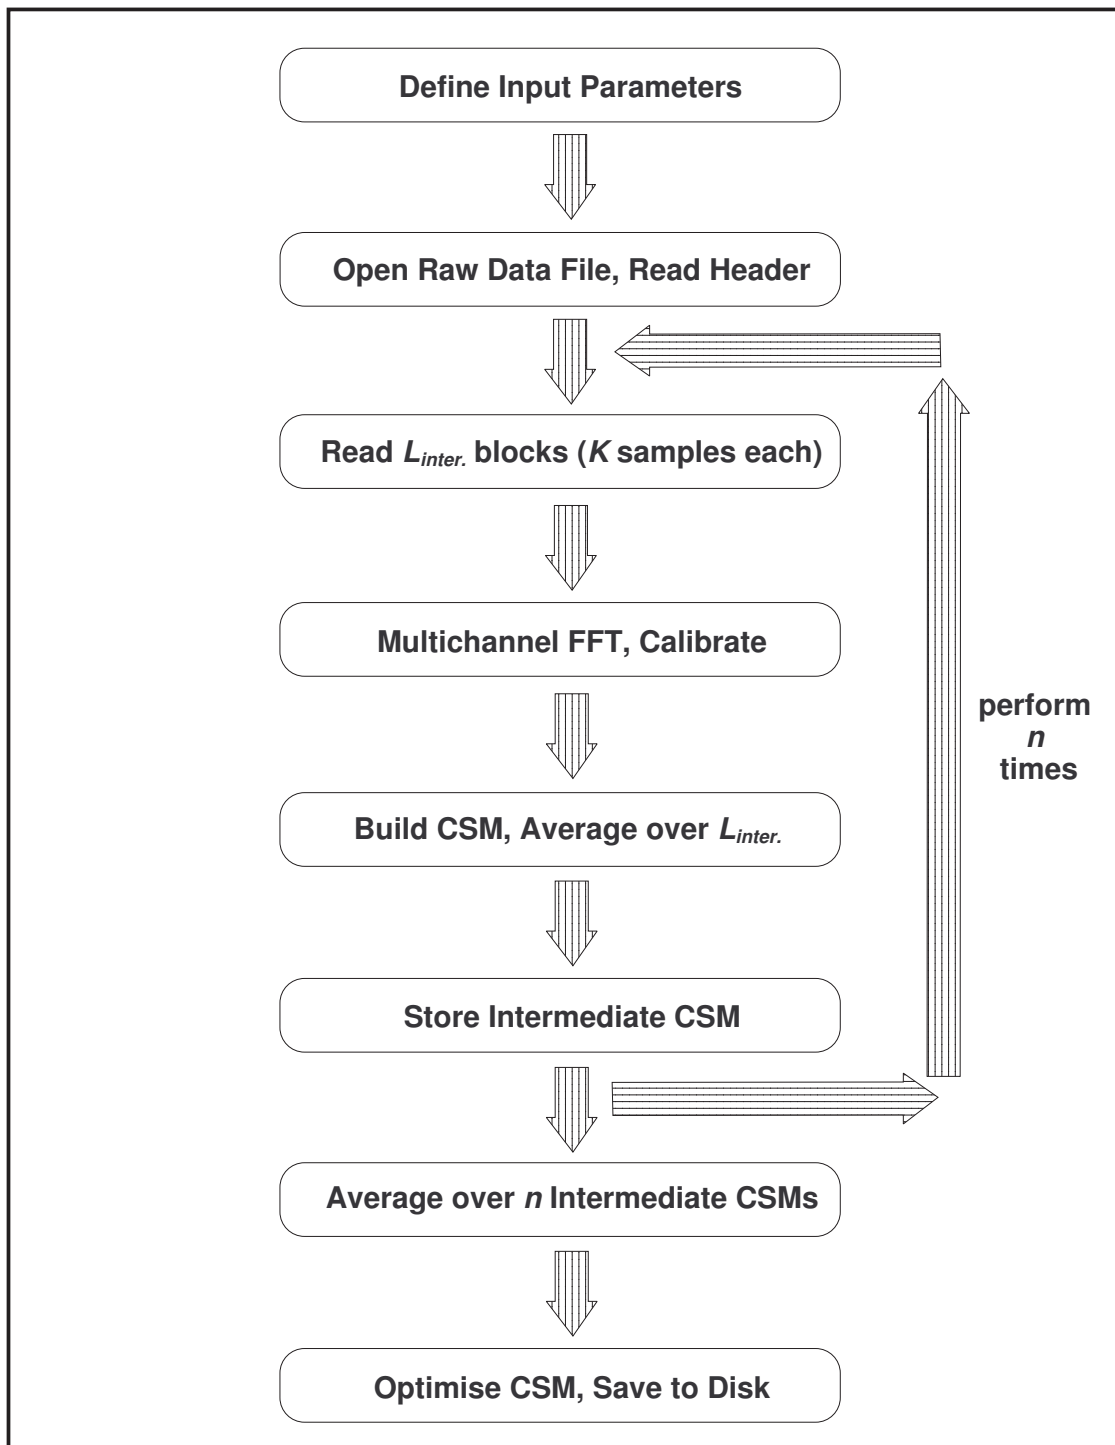 Define Input Parameters
Open Raw Data File, Read Header
Read L_inter. blocks (K samples each)
Multichannel FFT, Calibrate
perform
n
times
Build CSM, Average over L_inter.
Store Intermediate CSM
Average over n Intermediate CSMs
Optimise CSM, Save to Disk